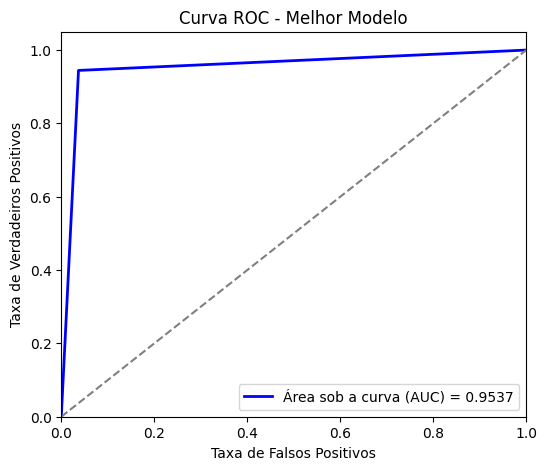 Curva ROC - Melhor Modelo
Taxa de Verdadeiros Positivos
1.0
0.8
0.6
0.4
0.2
0.0
Área sob a curva (AUC) = 0.9537
0.0 0.2 0.4 0.6 0.8 1.0
Taxa de Falsos Positivos